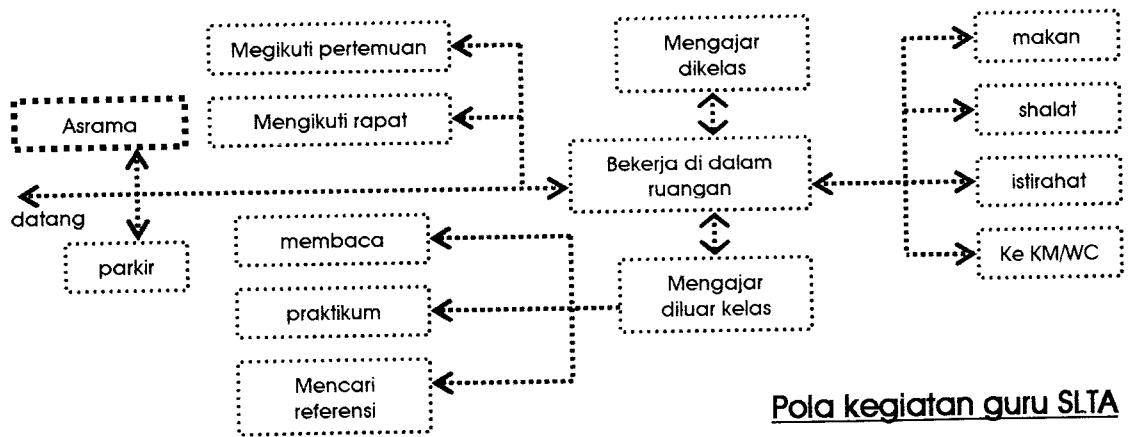 Megikuti pertemuan
Mengajar
dikelas
makan
Asrama
Mengikuti rapat
shalat
Bekerja di dalam
ruangan
istirahat
datang
membaca
Ke KM/WC
parkir
Mengajar
diluar kelas
praktikum
Mencari
referensi
Pola kegiatan guru SLTA